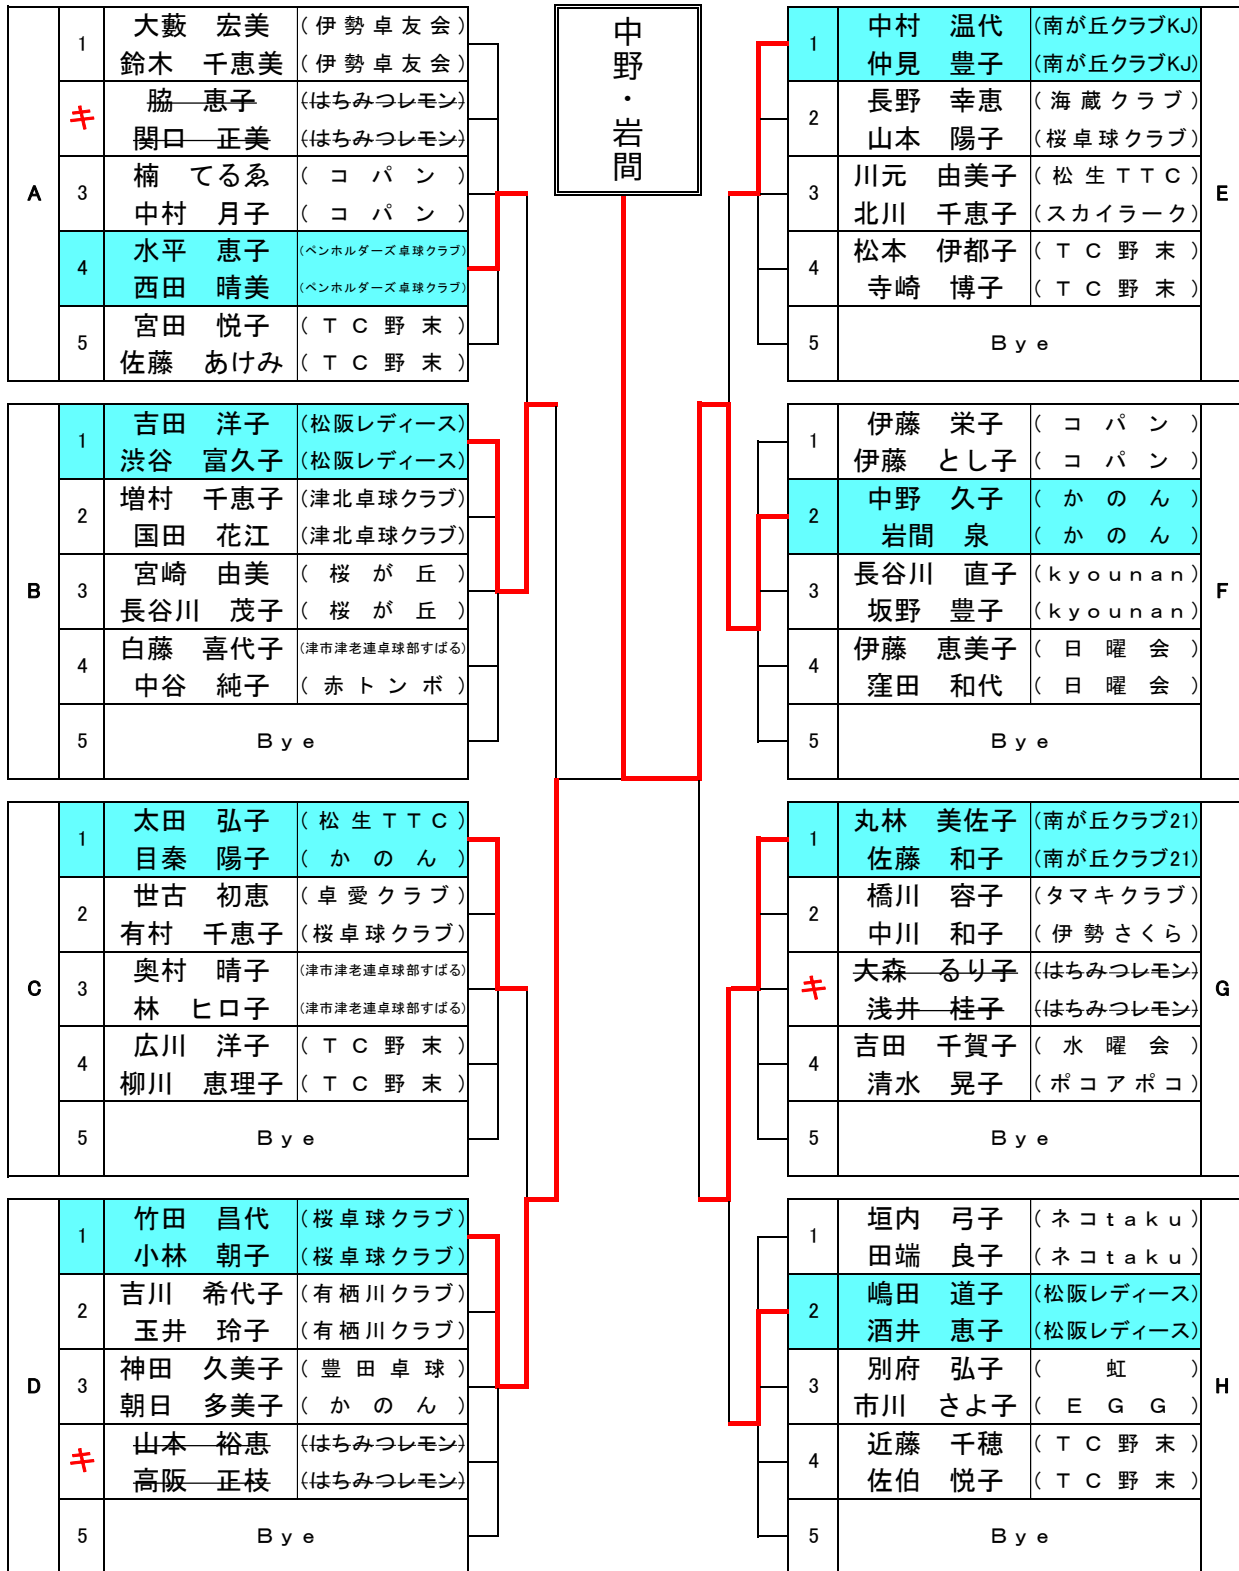 中野・岩間
A
1
大藪 宏美 (伊勢卓友会)
鈴木 千恵美 (伊勢卓友会)
キ
脇 恵子 (はちみつレモン)
関口 正美 (はちみつレモン)
3
楠 てるゑ (コパン)
中村 月子 (コパン)
4
水平 恵子 (ペンホルダーズ卓球クラブ)
西田 晴美 (ペンホルダーズ卓球クラブ)
5
宮田 悦子 (TC野末)
佐藤 あけみ (TC野末)
B
1
吉田 洋子 (松阪レディース)
渋谷 富久子 (松阪レディース)
2
増村 千恵子 (津北卓球クラブ)
国田 花江 (津北卓球クラブ)
3
宮崎 由美 (桜が丘)
長谷川 茂子 (桜が丘)
4
白藤 喜代子 (津市津老連卓球部すばる)
中谷 純子 (赤トンボ)
5 Bye
C
1
太田 弘子 (松生TTC)
目秦 陽子 (かのん)
2
世古 初恵 (卓愛クラブ)
有村 千恵子 (桜卓球クラブ)
3
奥村 晴子 (津市津老連卓球部すばる)
林 ヒロ子 (津市津老連卓球部すばる)
4
広川 洋子 (TC野末)
柳川 恵理子 (TC野末)
5 Bye
D
1
竹田 昌代 (桜卓球クラブ)
小林 朝子 (桜卓球クラブ)
2
吉川 希代子 (有栖川クラブ)
玉井 玲子 (有栖川クラブ)
3
神田 久美子 (豊田卓球)
朝日 多美子 (かのん)
キ
山本 裕恵 (はちみつレモン)
高阪 正枝 (はちみつレモン)
5 Bye
E
1
中村 温代 (南が丘クラブKJ)
仲見 豊子 (南が丘クラブKJ)
2
長野 幸恵 (海蔵クラブ)
山本 陽子 (桜卓球クラブ)
3
川元 由美子 (松生TTC)
北川 千恵子 (スカイラーク)
4
松本 伊都子 (TC野末)
寺崎 博子 (TC野末)
5 Bye
F
1
伊藤 栄子 (コパン)
伊藤 とし子 (コパン)
2
中野 久子 (かのん)
岩間 泉 (かのん)
3
長谷川 直子 (kyounan)
坂野 豊子 (kyounan)
4
伊藤 恵美子 (日曜会)
窪田 和代 (日曜会)
5 Bye
G
1
丸林 美佐子 (南が丘クラブ21)
佐藤 和子 (南が丘クラブ21)
2
橋川 容子 (タマキクラブ)
中川 和子 (伊勢さくら)
キ
大森 るり子 (はちみつレモン)
浅井 桂子 (はちみつレモン)
4
吉田 千賀子 (水曜会)
清水 晃子 (ポコアポコ)
5 Bye
H
1
垣内 弓子 (ネコtaku)
田端 良子 (ネコtaku)
2
嶋田 道子 (松阪レディース)
酒井 恵子 (松阪レディース)
3
別府 弘子 (虹)
市川 さよ子 (EGG)
4
近藤 千穂 (TC野末)
佐伯 悦子 (TC野末)
5 Bye